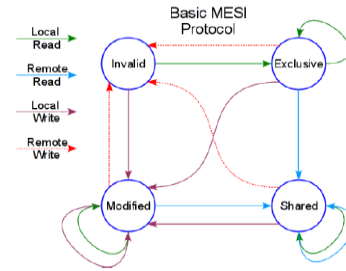 Basic MESI
Protocol
Local
Read
Remote
Read
Local
Write
Remote
Write
Invalid
Exclusive
Modified
Shared